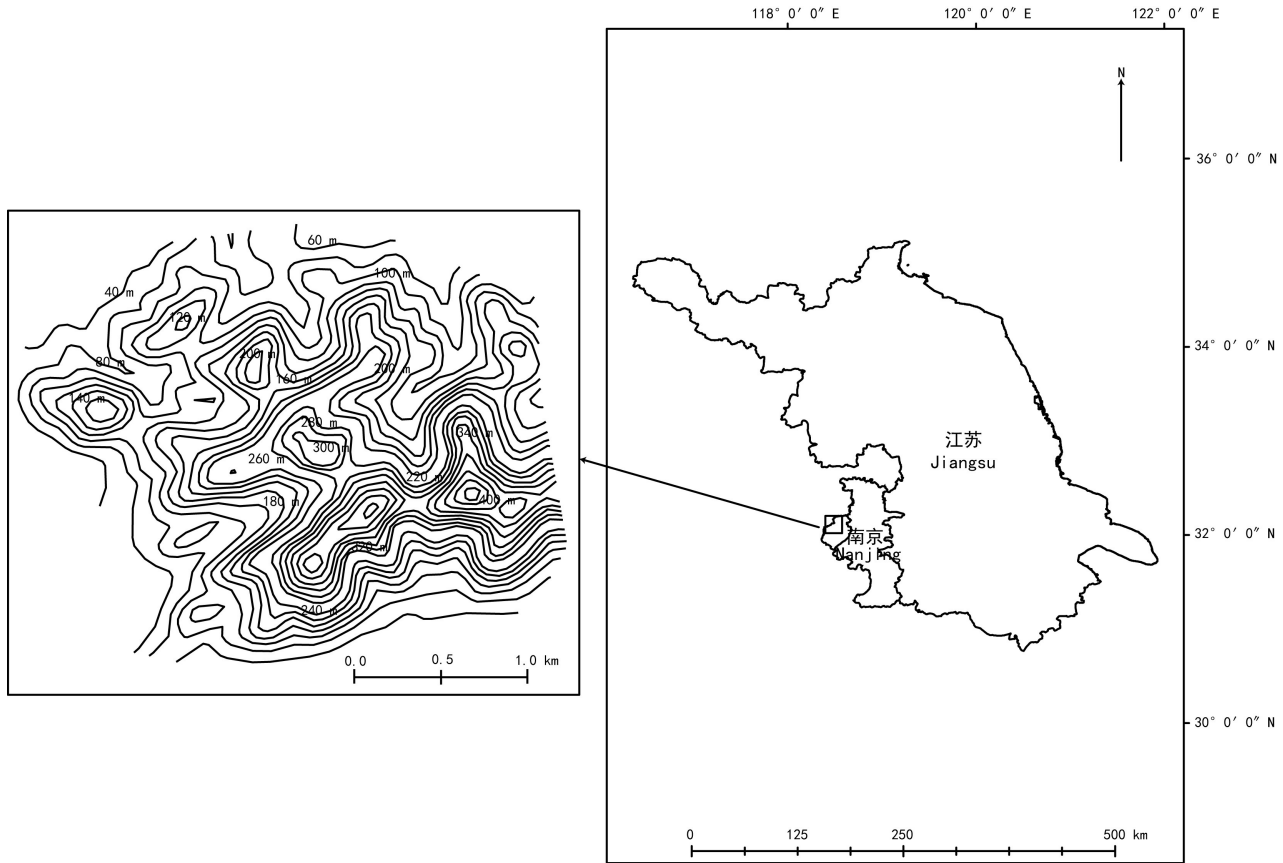 118° 0′ 0″ E
120° 0′ 0″ E
122° 0′ 0″ E
N
36° 0′ 0″ N
34° 0′ 0″ N
32° 0′ 0″ N
30° 0′ 0″ N
60 m
100 m
40 m
120 m
200 m
80 m
160 m
200 m
140 m
280 m
340 m
300 m
260 m
220 m
180 m
400 m
320 m
240 m
0.0
0.5
1.0 km
江苏
Jiangsu
南京
Nanjing
0
125
250
500 km